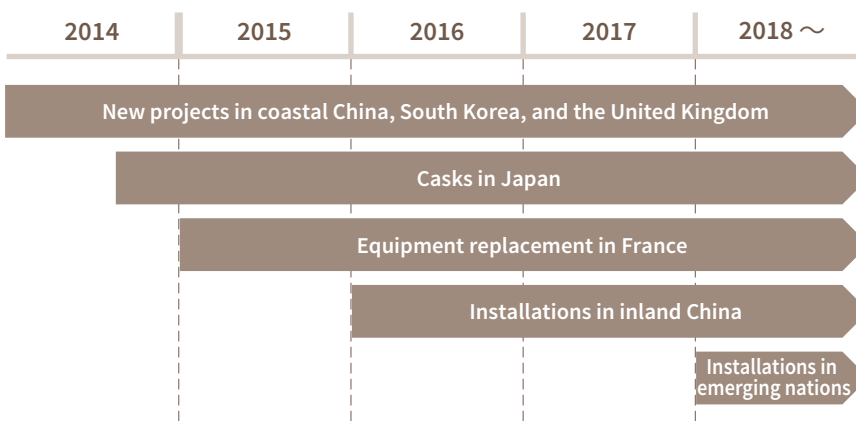 2014 2015 2016 2017 2018 ～
New projects in coastal China, South Korea, and the United Kingdom
Casks in Japan
Equipment replacement in France
Installations in inland China
Installations in
emerging nations